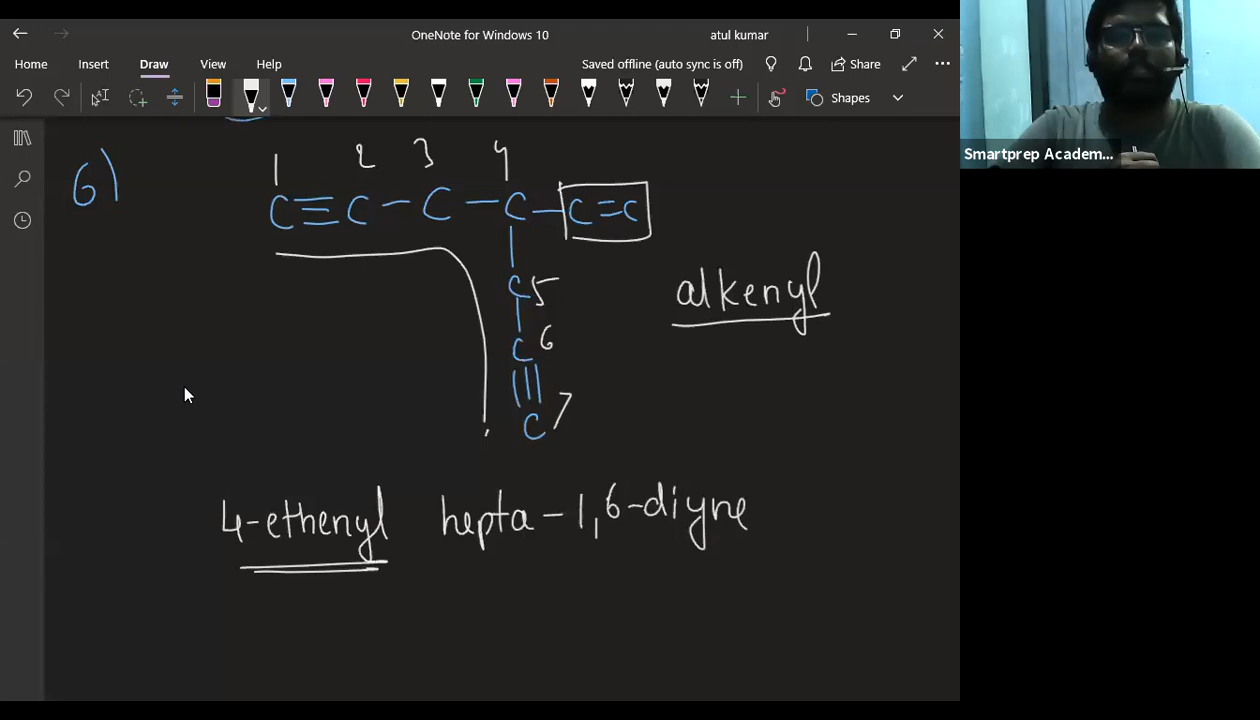 OneNote for Windows 10
atul kumar
Home Insert Draw View Help
Saved offline (auto sync is off)
Share
Shapes
Smartprep Academ...
6)
1 2 3 4
C≡C-C-C-C=C
C5
C6
C7
alkenyl
4-ethenyl hepta-1,6-diyne